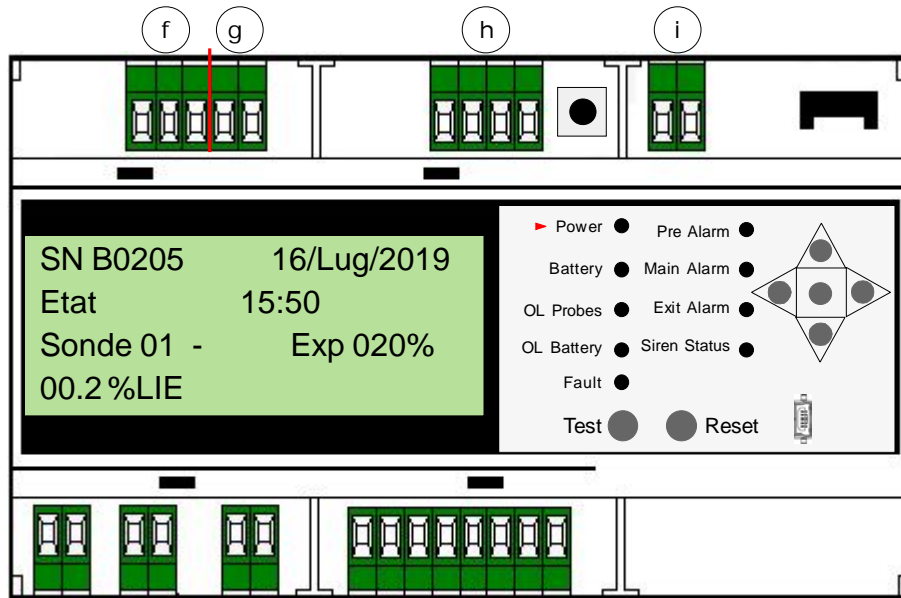 f g h i
SN B0205 16/Lug/2019
Etat 15:50
Sonde 01 - Exp 020%
00.2 %LIE
Power Pre Alarm
Battery Main Alarm
OL Probes Exit Alarm
OL Battery Siren Status
Fault
Test Reset